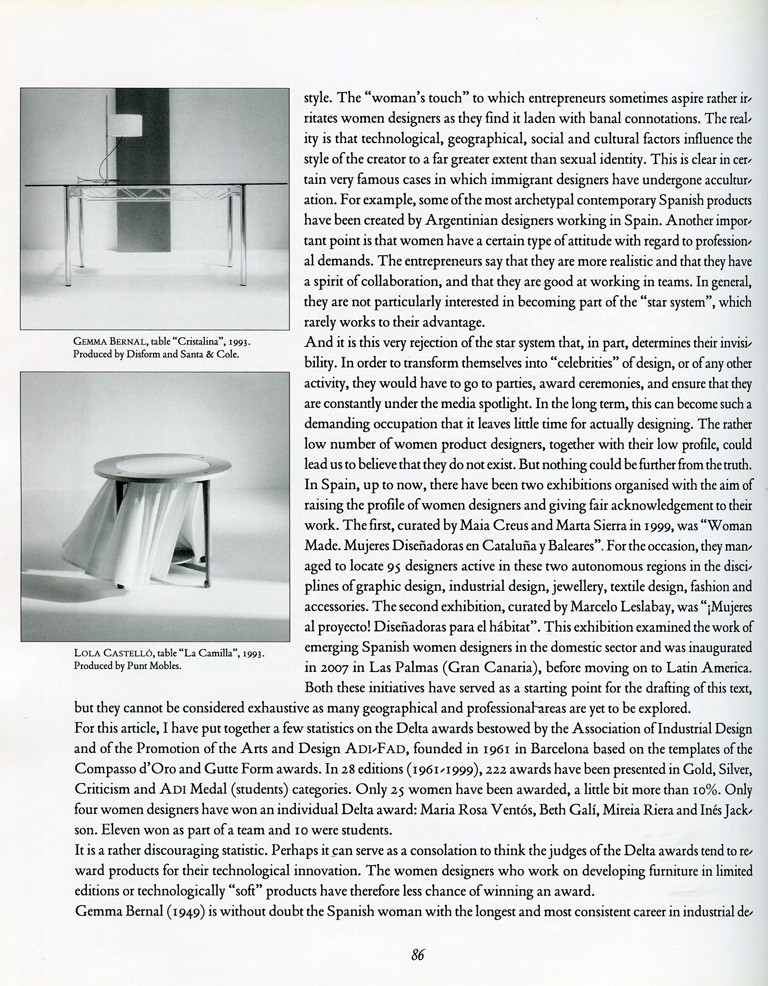 style. The “woman’s touch” to which entrepreneurs sometimes aspire rather ir-
ritates women designers as they find it laden with banal connotations. The real-
ity is that technological, geographical, social and cultural factors influence the
style of the creator to a far greater extent than sexual identity. This is clear in cer-
tain very famous cases in which immigrant designers have undergone accultur-
ation. For example, some of the most archetypal contemporary Spanish products
have been created by Argentinian designers working in Spain. Another impor-
tant point is that women have a certain type of attitude with regard to profession-
al demands. The entrepreneurs say that they are more realistic and that they have
a spirit of collaboration, and that they are good at working in teams. In general,
they are not particularly interested in becoming part of the “star system”, which
rarely works to their advantage.
GEMMA BERNAL, table “Cristalina”, 1993.
Produced by Disform and Santa & Cole.
And it is this very rejection of the star system that, in part, determines their invisi-
bility. In order to transform themselves into “celebrities” of design, or of any other
activity, they would have to go to parties, award ceremonies, and ensure that they
are constantly under the media spotlight. In the long term, this can become such a
demanding occupation that it leaves little time for actually designing. The rather
low number of women product designers, together with their low profile, could
lead us to believe that they do not exist. But nothing could be further from the truth.
In Spain, up to now, there have been two exhibitions organised with the aim of
raising the profile of women designers and giving fair acknowledgement to their
work. The first, curated by Maia Creus and Marta Sierra in 1999, was “Woman
Made. Mujeres Diseñadoras en Cataluña y Baleares”. For the occasion, they man-
aged to locate 95 designers active in these two autonomous regions in the disci-
plines of graphic design, industrial design, jewellery, textile design, fashion and
accessories. The second exhibition, curated by Marcelo Leslabay, was “¡Mujeres
al proyecto! Diseñadoras para el hábitat”. This exhibition examined the work of
emerging Spanish women designers in the domestic sector and was inaugurated
in 2007 in Las Palmas (Gran Canaria), before moving on to Latin America.
LOLA CASTELLÓ, table “La Camilla”, 1993.
Produced by Punt Mobles.
Both these initiatives have served as a starting point for the drafting of this text,
but they cannot be considered exhaustive as many geographical and professional areas are yet to be explored.
For this article, I have put together a few statistics on the Delta awards bestowed by the Association of Industrial Design
and of the Promotion of the Arts and Design ADI-FAD, founded in 1961 in Barcelona based on the templates of the
Compasso d’Oro and Gutte Form awards. In 28 editions (1961-1999), 222 awards have been presented in Gold, Silver,
Criticism and ADI Medal (students) categories. Only 25 women have been awarded, a little bit more than 10%. Only
four women designers have won an individual Delta award: Maria Rosa Ventós, Beth Galí, Mireia Riera and Inés Jack-
son. Eleven won as part of a team and 10 were students.
It is a rather discouraging statistic. Perhaps it can serve as a consolation to think the judges of the Delta awards tend to re-
ward products for their technological innovation. The women designers who work on developing furniture in limited
editions or technologically “soft” products have therefore less chance of winning an award.
Gemma Bernal (1949) is without doubt the Spanish woman with the longest and most consistent career in industrial de-
86